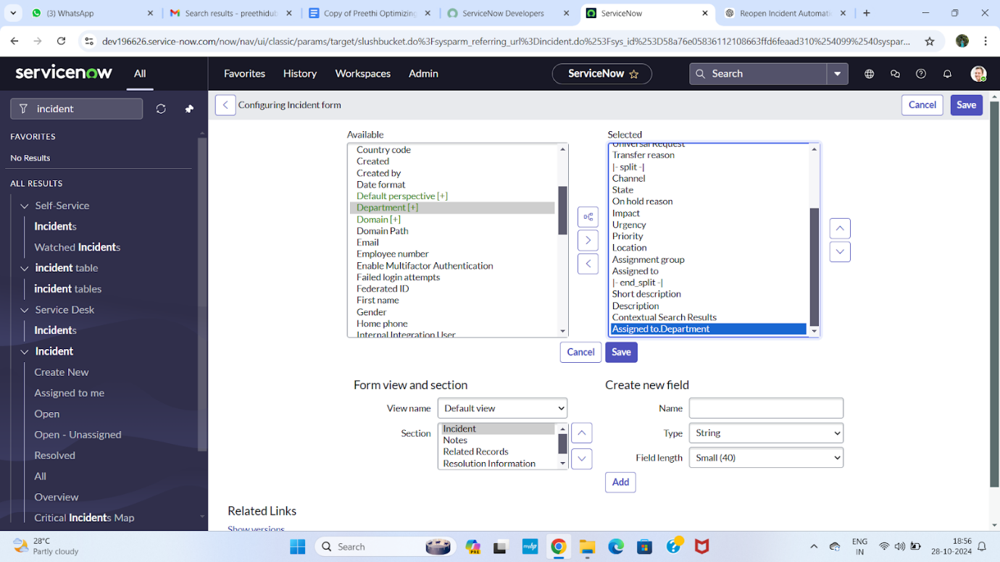 (3) WhatsApp
Search results - preethidub
Copy of Preethi Optimizing
ServiceNow Developers
ServiceNow
Reopen Incident Automati
dev196626.service-now.com/now/nav/ui/classic/params/target/slushbucket.do%3Fsysparm_referring_url%3Dincident.do%253Fsys_id%253D58a76e05836112108663ffd6feaad310%254099%2540syspar...
servicenow
All
Favorites
History
Workspaces
Admin
ServiceNow
Search
incident
FAVORITES
No Results
ALL RESULTS
Self-Service
Incidents
Watched Incidents
incident table
incident tables
Service Desk
Incidents
Incident
Create New
Assigned to me
Open
Open - Unassigned
Resolved
All
Overview
Critical Incidents Map
Configuring Incident form
Cancel
Save
Available
Country code
Created
Created by
Date format
Default perspective [+]
Department [+]
Domain [+]
Domain Path
Email
Employee number
Enable Multifactor Authentication
Failed login attempts
Federated ID
First name
Gender
Home phone
Internal Integration User
Selected
Universal Request
Transfer reason
|- split -|
Channel
State
On hold reason
Impact
Urgency
Priority
Location
Assignment group
Assigned to
|- end_split -|
Short description
Description
Contextual Search Results
Assigned to.Department
Cancel
Save
Form view and section
View name
Default view
Section
Incident
Notes
Related Records
Resolution Information
Create new field
Name
Type
String
Field length
Small (40)
Add
Related Links
Show versions
28°C
Partly cloudy
Search
PRE
ENG
IN
18:56
28-10-2024